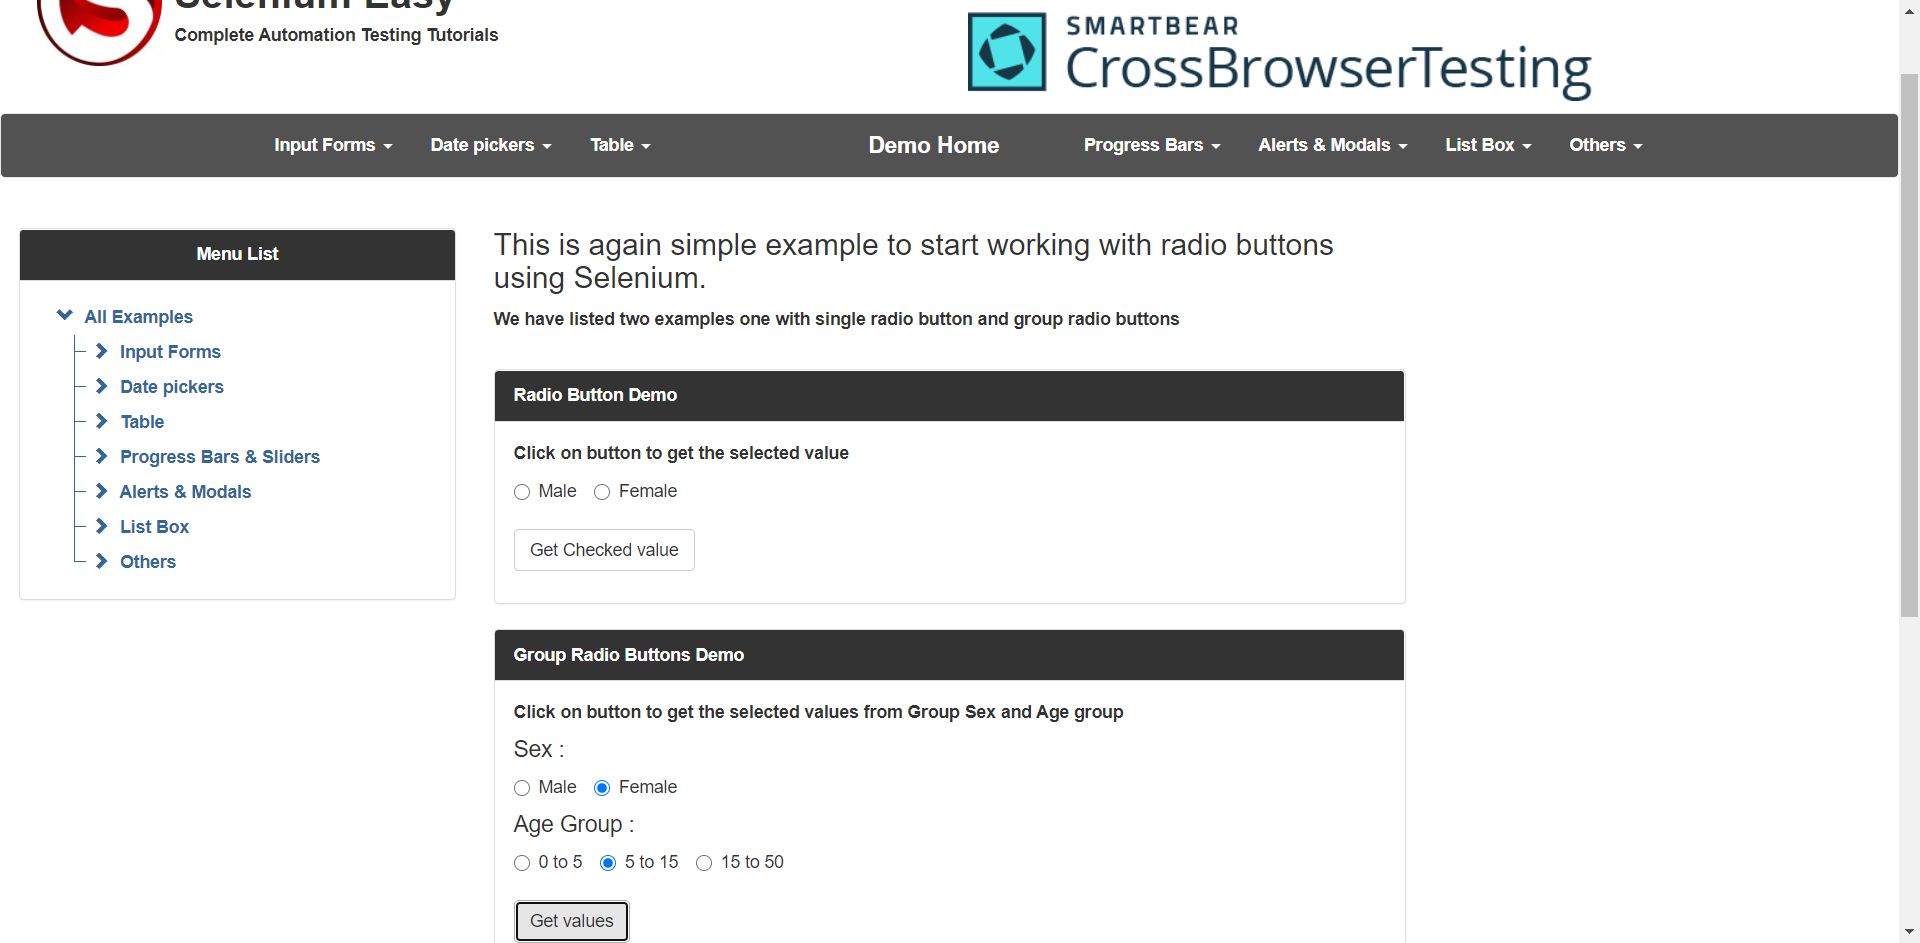 Selenium Easy
Complete Automation Testing Tutorials
SMARTBEAR
CrossBrowserTesting
Input Forms Date pickers Table Demo Home Progress Bars Alerts & Modals List Box Others
Menu List
All Examples
Input Forms
Date pickers
Table
Progress Bars & Sliders
Alerts & Modals
List Box
Others
This is again simple example to start working with radio buttons
using Selenium.
We have listed two examples one with single radio button and group radio buttons
Radio Button Demo
Click on button to get the selected value
Male Female
Get Checked value
Group Radio Buttons Demo
Click on button to get the selected values from Group Sex and Age group
Sex :
Male Female
Age Group :
0 to 5 5 to 15 15 to 50
Get values